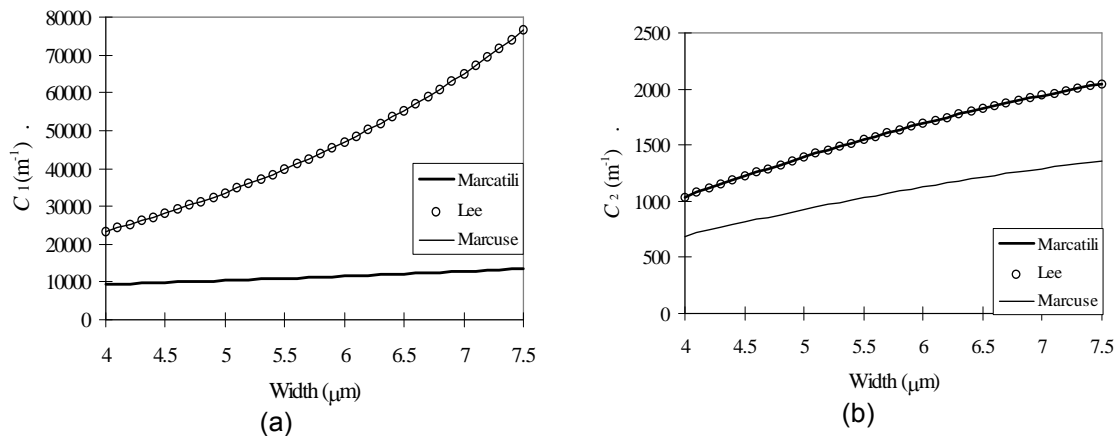 80000
70000
60000
50000
40000
30000
20000
10000
0
C1 (m-1) .
Marcatili
Lee
Marcuse
4 4.5 5 5.5 6 6.5 7 7.5
Width (μm)
(a)
2500
2000
1500
1000
500
0
C2 (m-1) .
Marcatili
Lee
Marcuse
4 4.5 5 5.5 6 6.5 7 7.5
Width (μm)
(b)